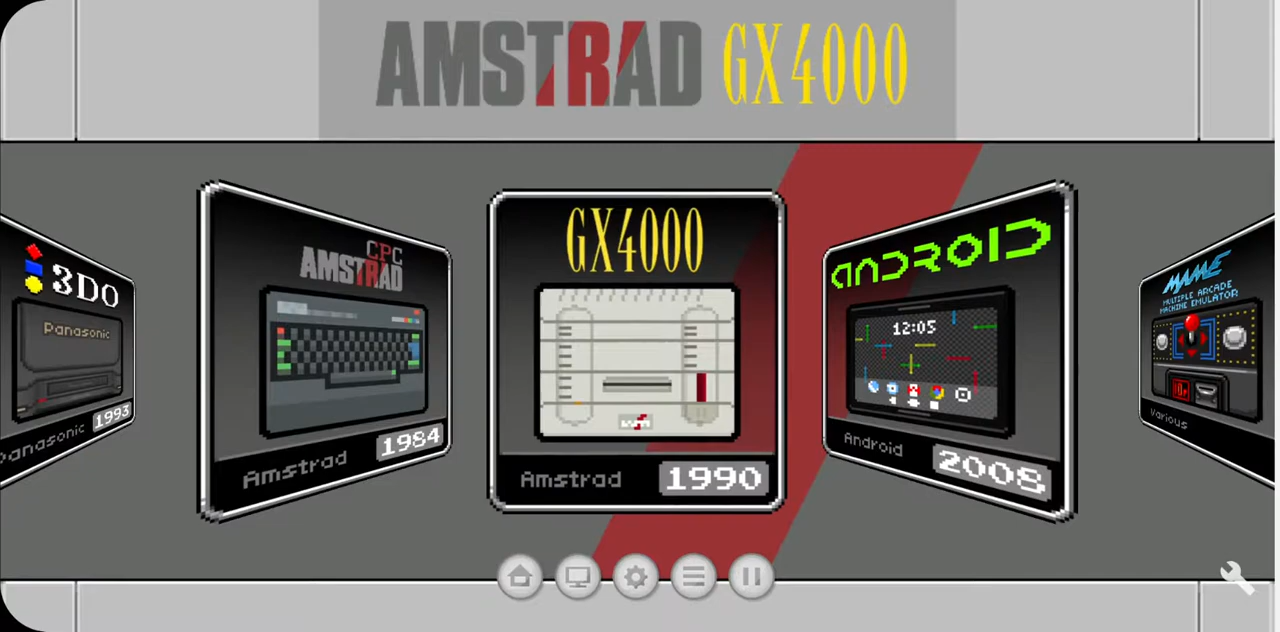 AMSTRAD GX4000
3DO
Panasonic
Panasonic
1993
CPC
AMSTRAD
Amstrad
1984
GX4000
Amstrad
1990
ANDROID
12:05
Android
2008
MAME
MULTIPLE ARCADE
MACHINE EMULATOR
Various